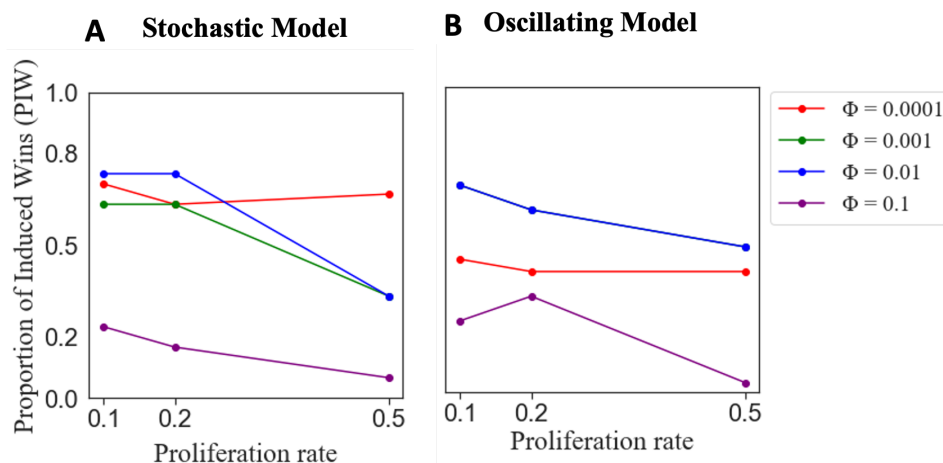 A Stochastic Model
B Oscillating Model
Proportion of Induced Wins (PIW)
1.0
0.8
0.5
0.2
0.0
0.1 0.2 0.5
Proliferation rate
0.1 0.2 0.5
Proliferation rate
Φ = 0.0001
Φ = 0.001
Φ = 0.01
Φ = 0.1